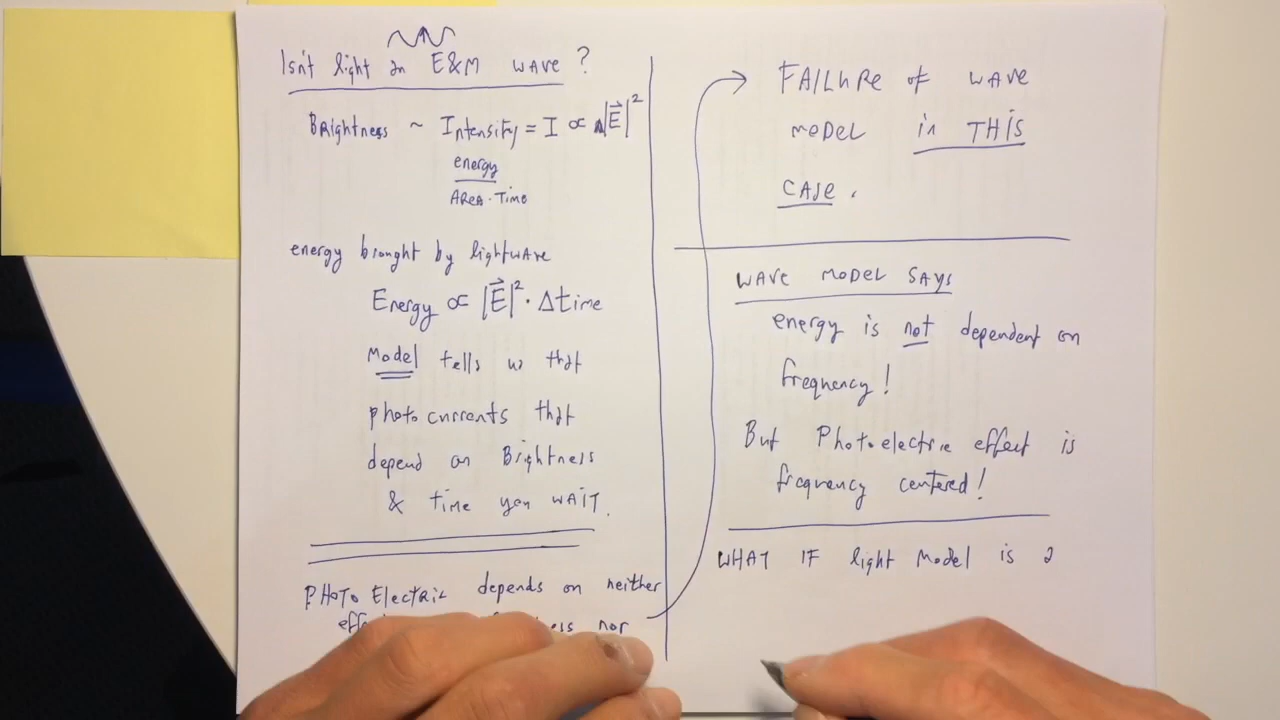 Isn't light an E&M wave?
Brightness ~ Intensity = I ∝ |E⃗|²
energy
Area·Time
energy brought by lightwave
Energy ∝ |E⃗|²·Δtime
Model tells us that
photocurrents that
depend on Brightness
& time you WAIT.
PHOTO Electric depends on neither
nor
FAILURE of wave
model in THIS
CASE.
WAVE MODEL SAYS
energy is not dependent on
frequency!
But Photoelectric effect is
frequency centered!
WHAT IF light Model is a